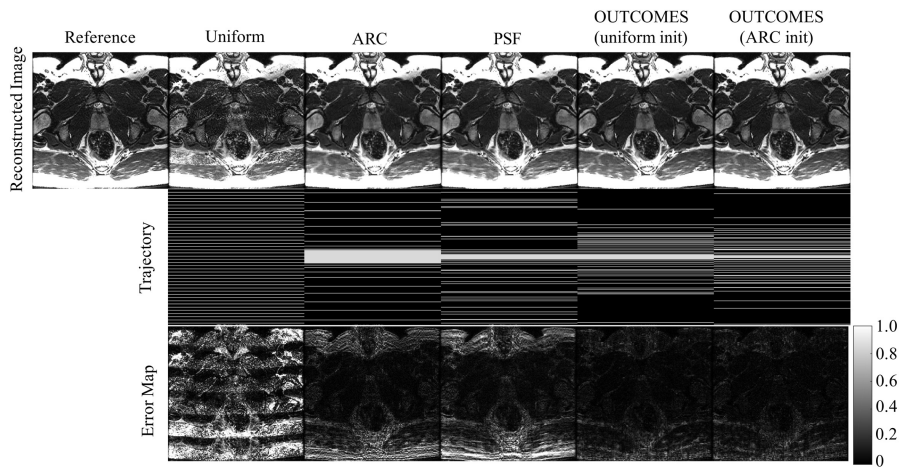 Reference
Uniform
ARC
PSF
OUTCOMES
(uniform init)
OUTCOMES
(ARC init)
Reconstructed Image
Trajectory
Error Map
1.0
0.8
0.6
0.4
0.2
0